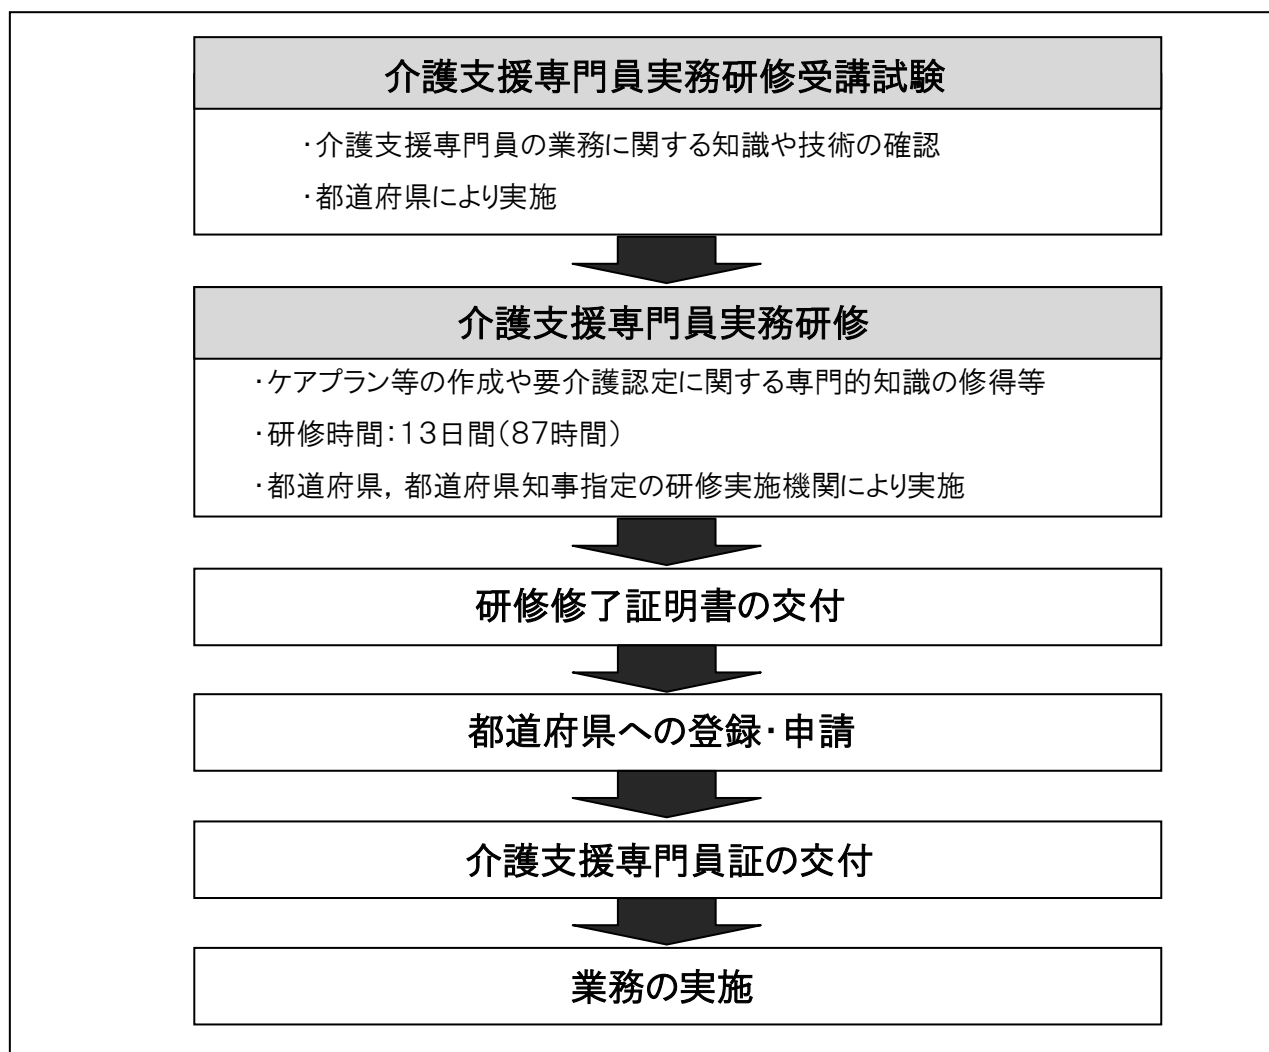 介護支援専門員実務研修受講試験
・介護支援専門員の業務に関する知識や技術の確認
・都道府県により実施
介護支援専門員実務研修
・ケアプラン等の作成や要介護認定に関する専門的知識の修得等
・研修時間：13日間（87時間）
・都道府県，都道府県知事指定の研修実施機関により実施
研修修了証明書の交付
都道府県への登録・申請
介護支援専門員証の交付
業務の実施